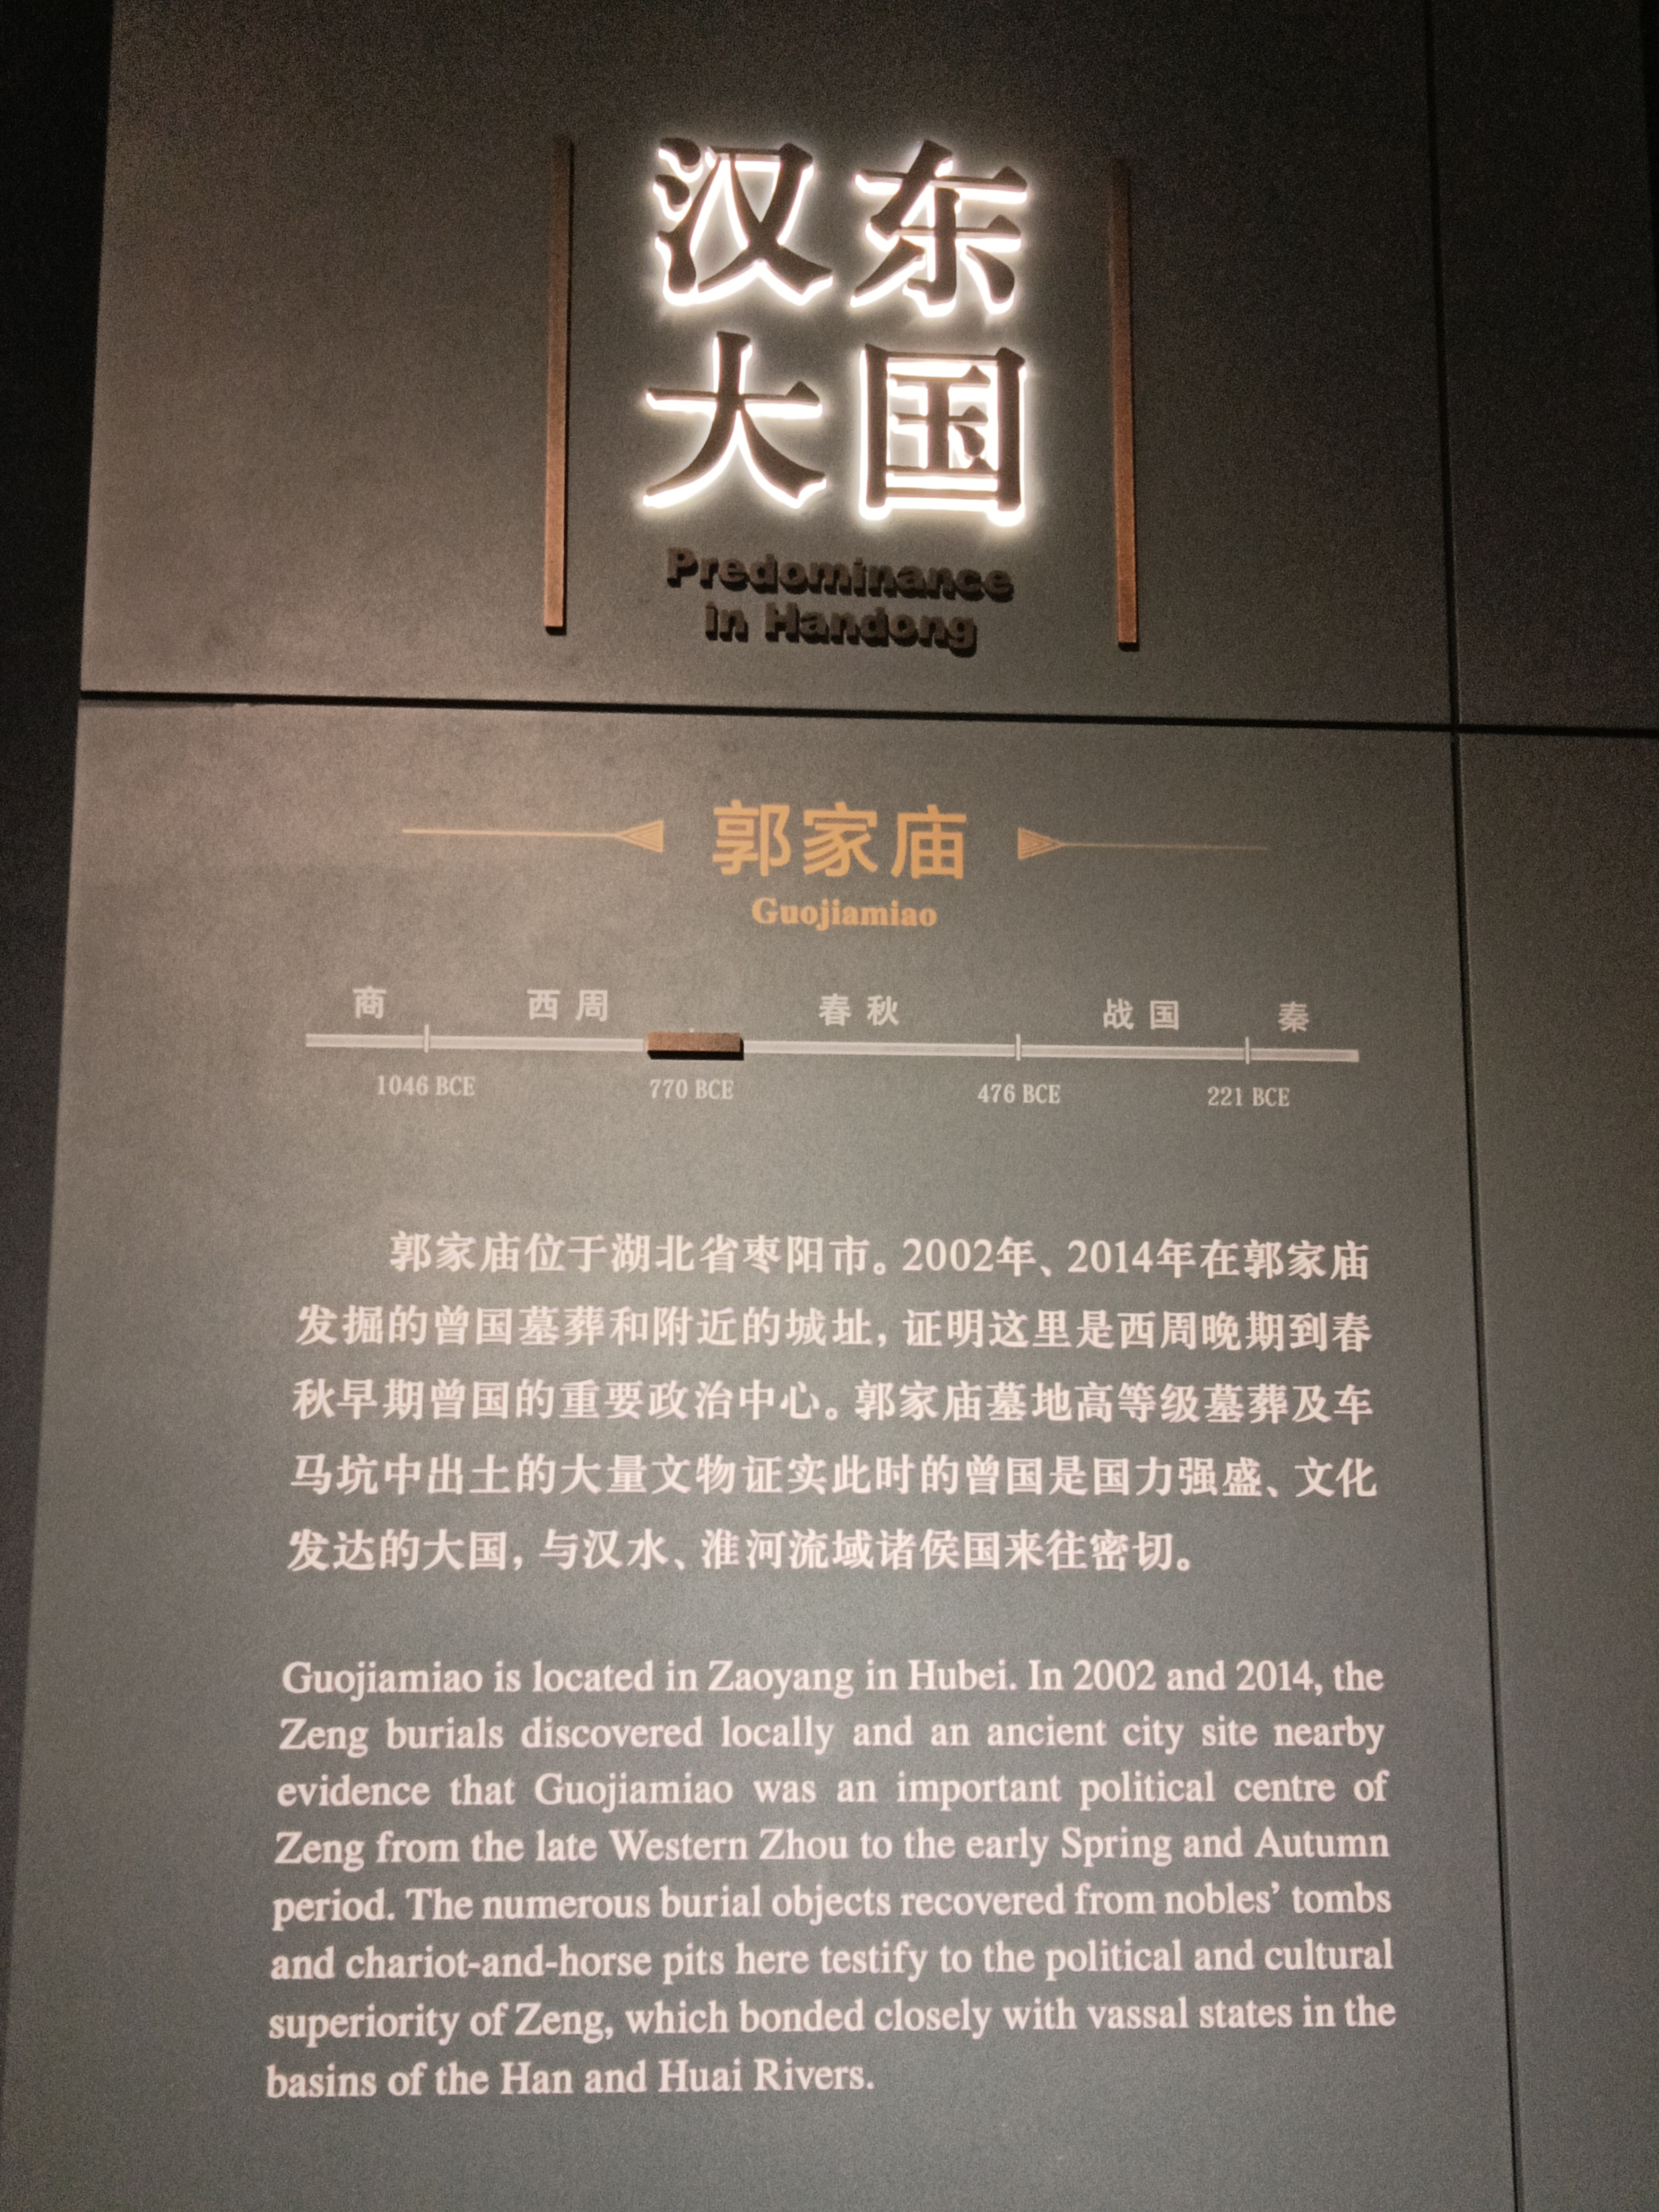 汉东
大国
Predominance
in Handong
郭家庙
Guojiamiao
商 西周 春秋 战国 秦
1046 BCE 770 BCE 476 BCE 221 BCE
郭家庙位于湖北省枣阳市。2002年、2014年在郭家庙
发掘的曾国墓葬和附近的城址,证明这里是西周晚期到春
秋早期曾国的重要政治中心。郭家庙墓地高等级墓葬及车
马坑中出土的大量文物证实此时的曾国是国力强盛、文化
发达的大国,与汉水、淮河流域诸侯国来往密切。
Guojiamiao is located in Zaoyang in Hubei. In 2002 and 2014, the
Zeng burials discovered locally and an ancient city site nearby
evidence that Guojiamiao was an important political centre of
Zeng from the late Western Zhou to the early Spring and Autumn
period. The numerous burial objects recovered from nobles' tombs
and chariot-and-horse pits here testify to the political and cultural
superiority of Zeng, which bonded closely with vassal states in the
basins of the Han and Huai Rivers.